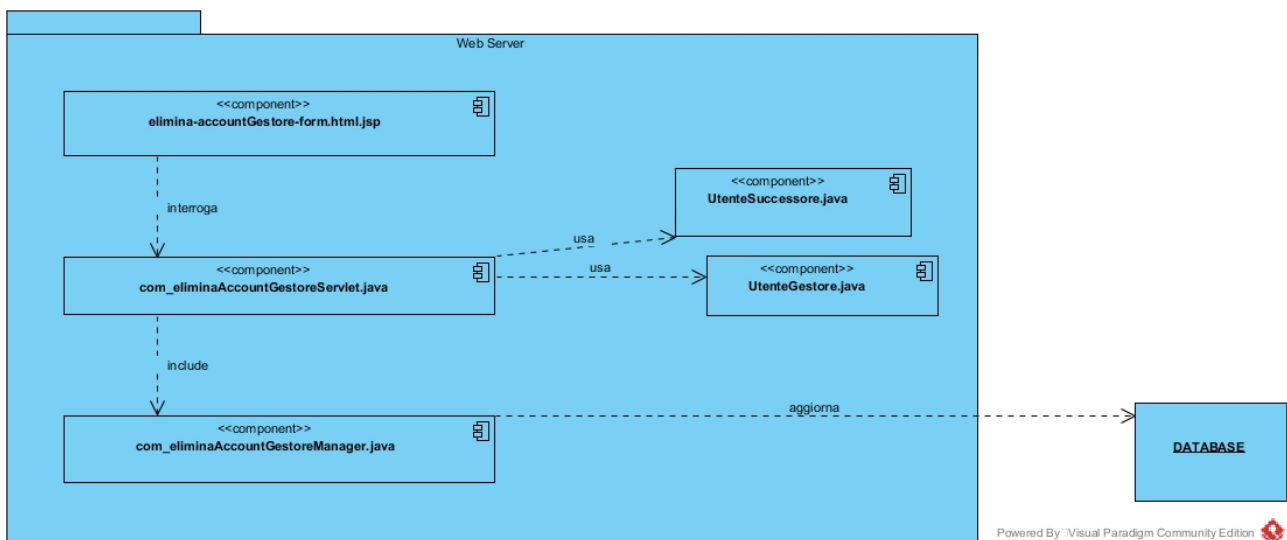 Web Server
<<component>>
elimina-accountGestore-form.html.jsp
interroga
<<component>>
UtenteSuccessore.java
usa
<<component>>
com_eliminaAccountGestoreServlet.java
usa
<<component>>
UtenteGestore.java
include
<<component>>
com_eliminaAccountGestoreManager.java
aggiorna
DATABASE
Powered By Visual Paradigm Community Edition